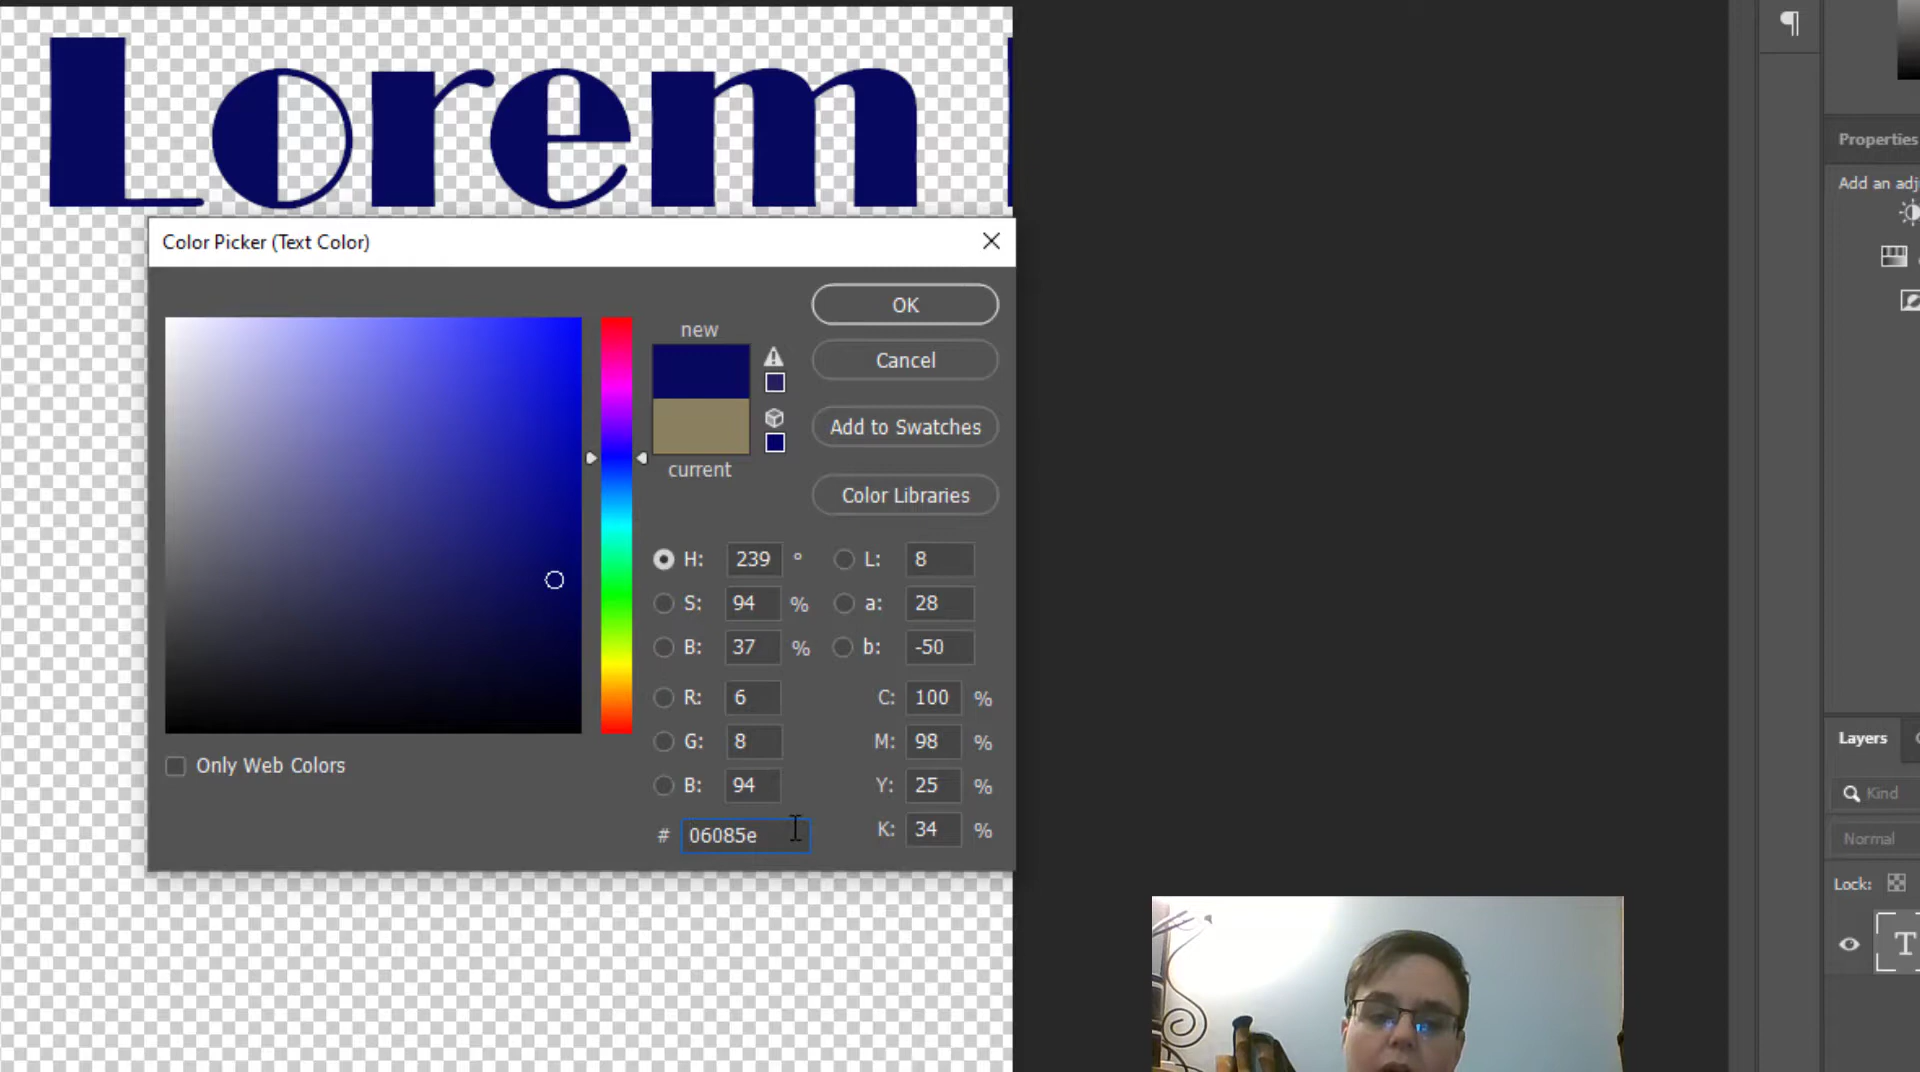 Lorem
¶
Properties
Add an adj
Color Picker (Text Color)
OK
new
Cancel
Add to Swatches
current
Color Libraries
H: 239 ° L: 8
S: 94 % a: 28
B: 37 % b: -50
R: 6 C: 100 %
G: 8 M: 98 %
B: 94 Y: 25 %
# 06085e K: 34 %
Only Web Colors
Layers
Kind
Normal
Lock:
T